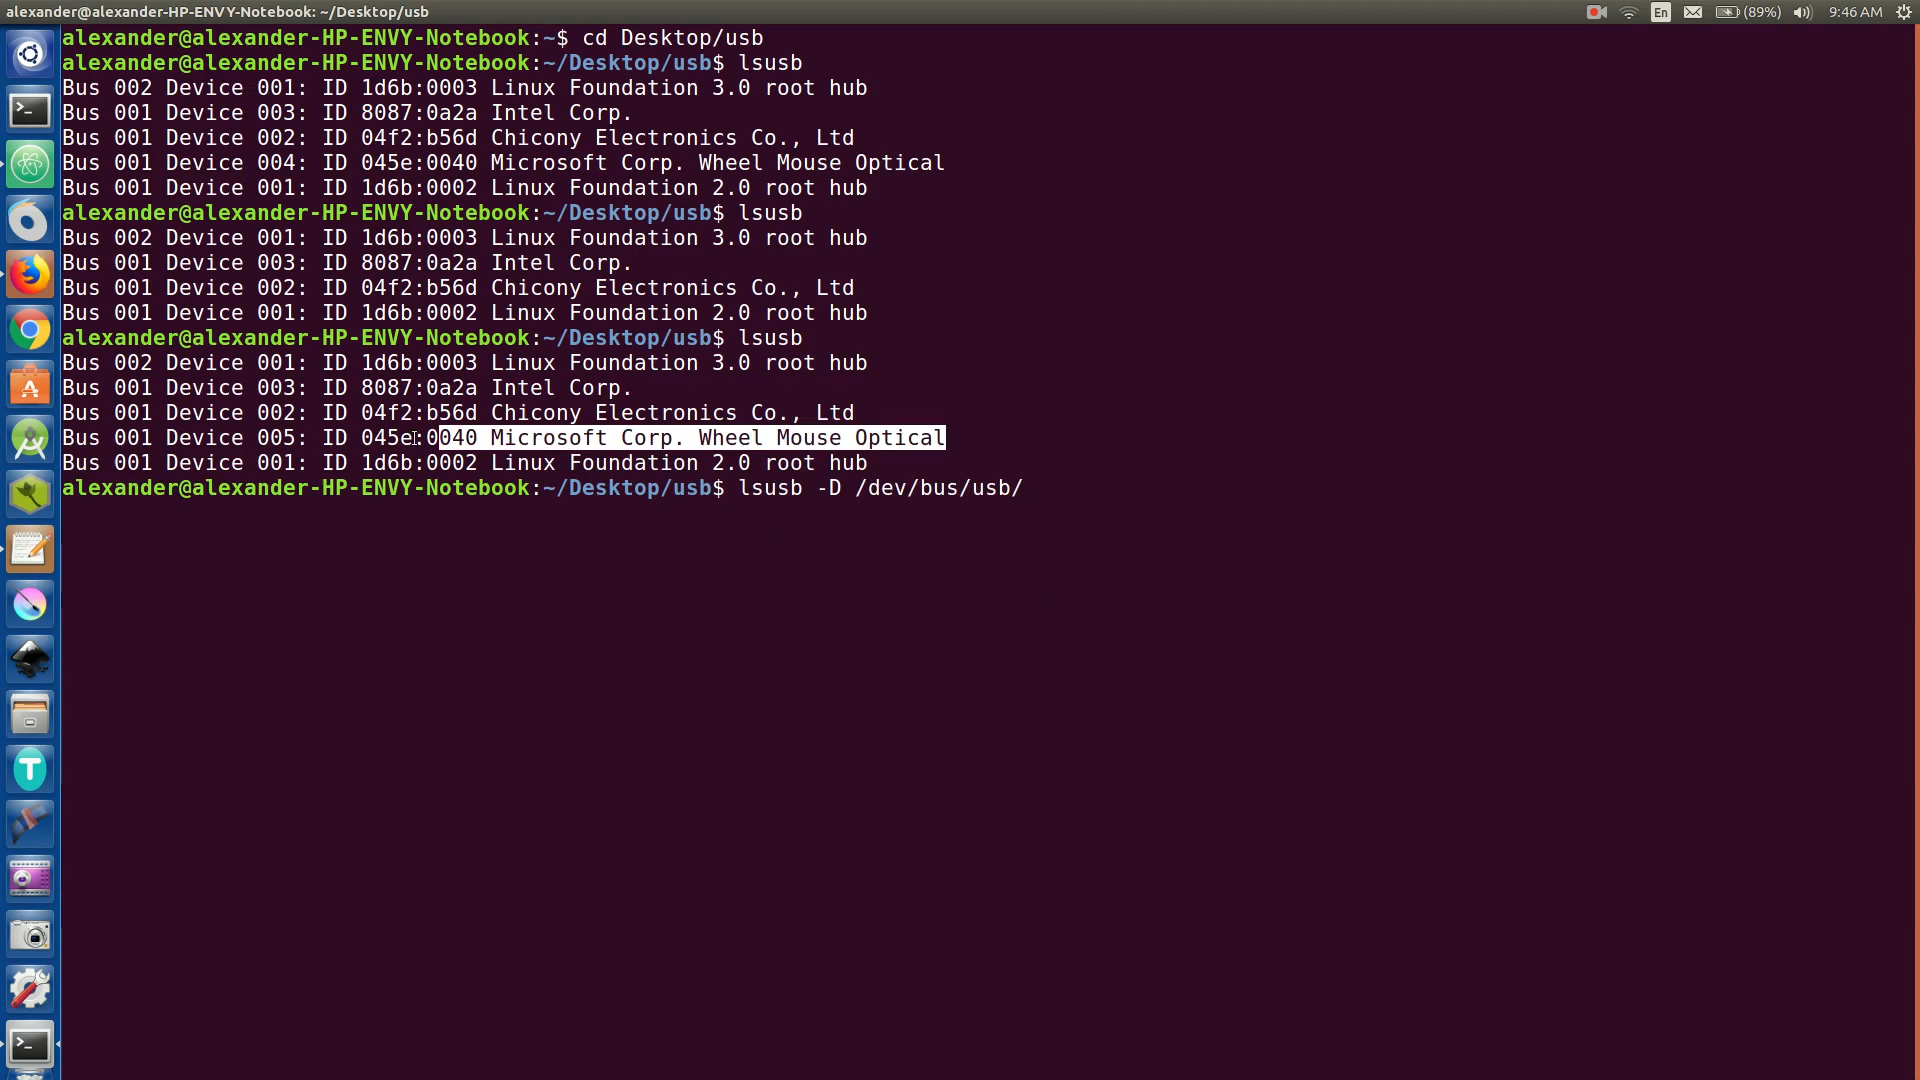 alexander@alexander-HP-ENVY-Notebook: ~/Desktop/usb
En (89%) 9:46 AM
alexander@alexander-HP-ENVY-Notebook:~$ cd Desktop/usb
alexander@alexander-HP-ENVY-Notebook:~/Desktop/usb$ lsusb
Bus 002 Device 001: ID 1d6b:0003 Linux Foundation 3.0 root hub
Bus 001 Device 003: ID 8087:0a2a Intel Corp.
Bus 001 Device 002: ID 04f2:b56d Chicony Electronics Co., Ltd
Bus 001 Device 004: ID 045e:0040 Microsoft Corp. Wheel Mouse Optical
Bus 001 Device 001: ID 1d6b:0002 Linux Foundation 2.0 root hub
alexander@alexander-HP-ENVY-Notebook:~/Desktop/usb$ lsusb
Bus 002 Device 001: ID 1d6b:0003 Linux Foundation 3.0 root hub
Bus 001 Device 003: ID 8087:0a2a Intel Corp.
Bus 001 Device 002: ID 04f2:b56d Chicony Electronics Co., Ltd
Bus 001 Device 001: ID 1d6b:0002 Linux Foundation 2.0 root hub
alexander@alexander-HP-ENVY-Notebook:~/Desktop/usb$ lsusb
Bus 002 Device 001: ID 1d6b:0003 Linux Foundation 3.0 root hub
Bus 001 Device 003: ID 8087:0a2a Intel Corp.
Bus 001 Device 002: ID 04f2:b56d Chicony Electronics Co., Ltd
Bus 001 Device 005: ID 045e:0040 Microsoft Corp. Wheel Mouse Optical
Bus 001 Device 001: ID 1d6b:0002 Linux Foundation 2.0 root hub
alexander@alexander-HP-ENVY-Notebook:~/Desktop/usb$ lsusb -D /dev/bus/usb/